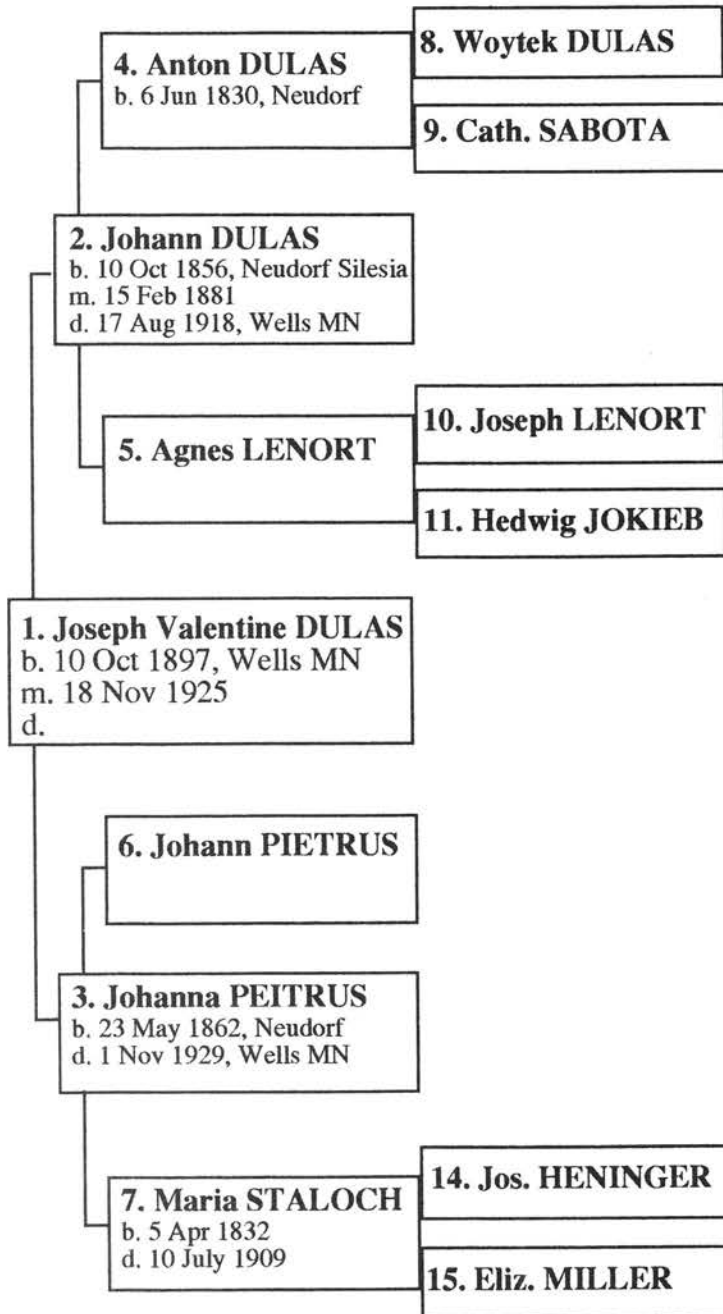 4. Anton DULAS
b. 6 Jun 1830, Neudorf
8. Woytek DULAS
9. Cath. SABOTA
2. Johann DULAS
b. 10 Oct 1856, Neudorf Silesia
m. 15 Feb 1881
d. 17 Aug 1918, Wells MN
5. Agnes LENORT
10. Joseph LENORT
11. Hedwig JOKIEB
1. Joseph Valentine DULAS
b. 10 Oct 1897, Wells MN
m. 18 Nov 1925
d.
6. Johann PIETRUS
3. Johanna PEITRUS
b. 23 May 1862, Neudorf
d. 1 Nov 1929, Wells MN
7. Maria STALOCH
b. 5 Apr 1832
d. 10 July 1909
14. Jos. HENINGER
15. Eliz. MILLER